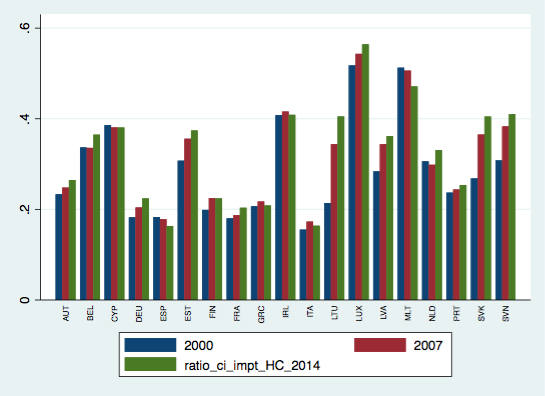 .6
.4
.2
0
AUT BEL CYP DEU ESP EST FIN FRA GRC IRL ITA LTU LUX LVA MLT NLD PRT SVK SVN
2000 2007
ratio_ci_impt_HC_2014